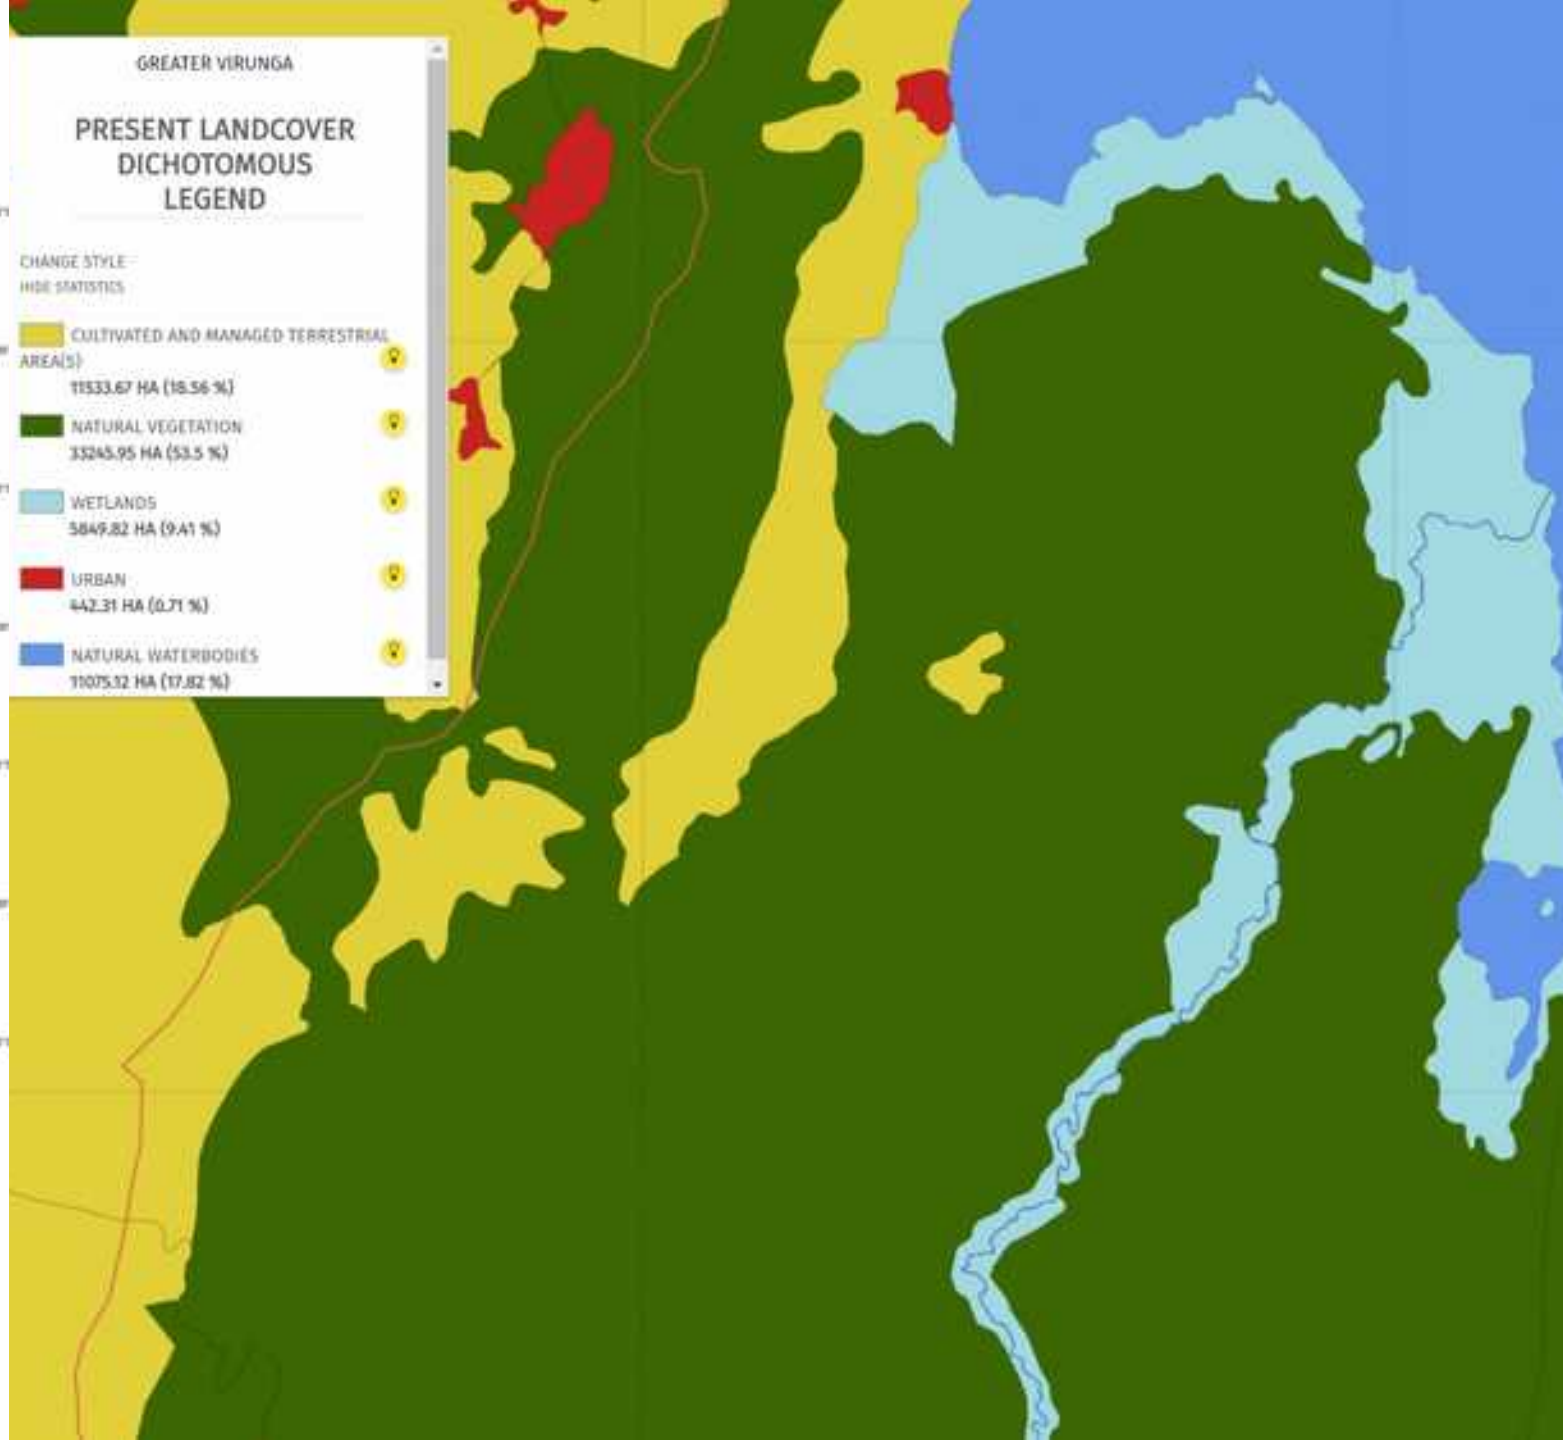 GREATER VIRUNGA
PRESENT LANDCOVER
DICHOTOMOUS
LEGEND
CHANGE STYLE
HIDE STATISTICS
CULTIVATED AND MANAGED TERRESTRIAL
AREA(S)
11533.67 HA (18.56 %)
NATURAL VEGETATION
33245.95 HA (53.5 %)
WETLANDS
5849.82 HA (9.41 %)
URBAN
442.31 HA (0.71 %)
NATURAL WATERBODIES
11075.12 HA (17.82 %)